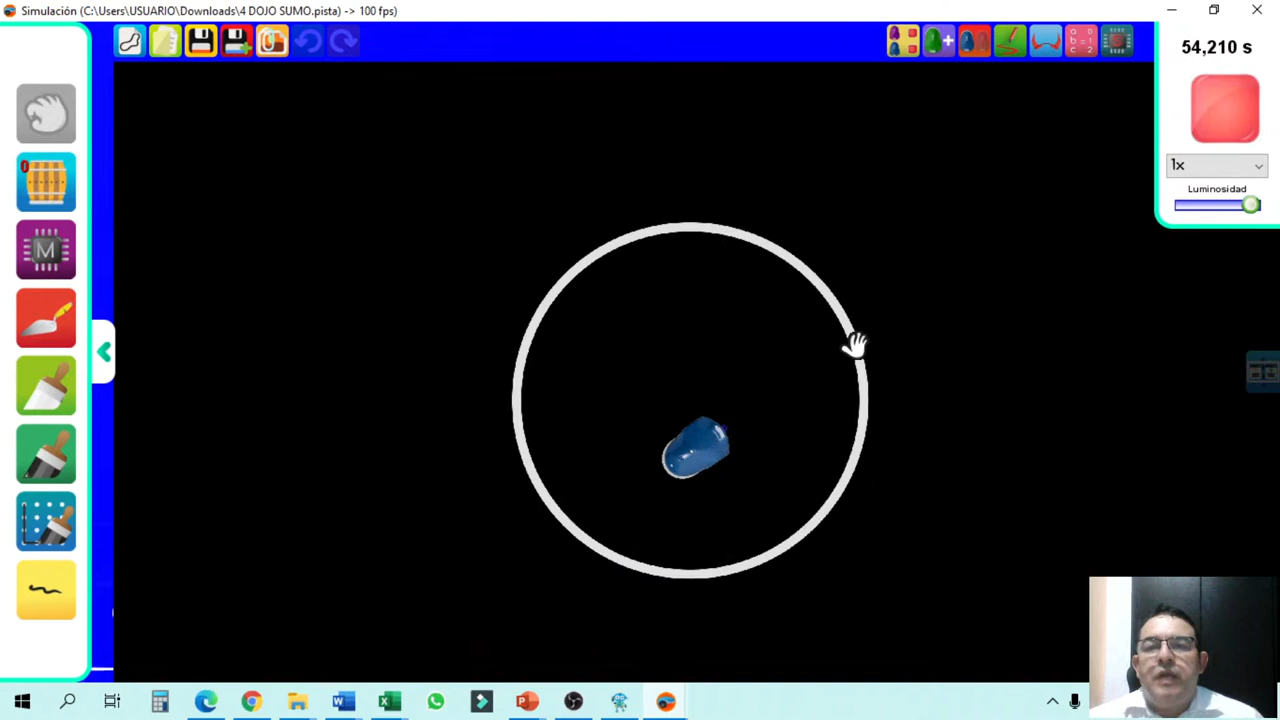 Simulación (C:\Users\USUARIO\Downloads\4 DOJO SUMO.pista) -> 100 fps)
54,210 s
1x
Luminosidad
M